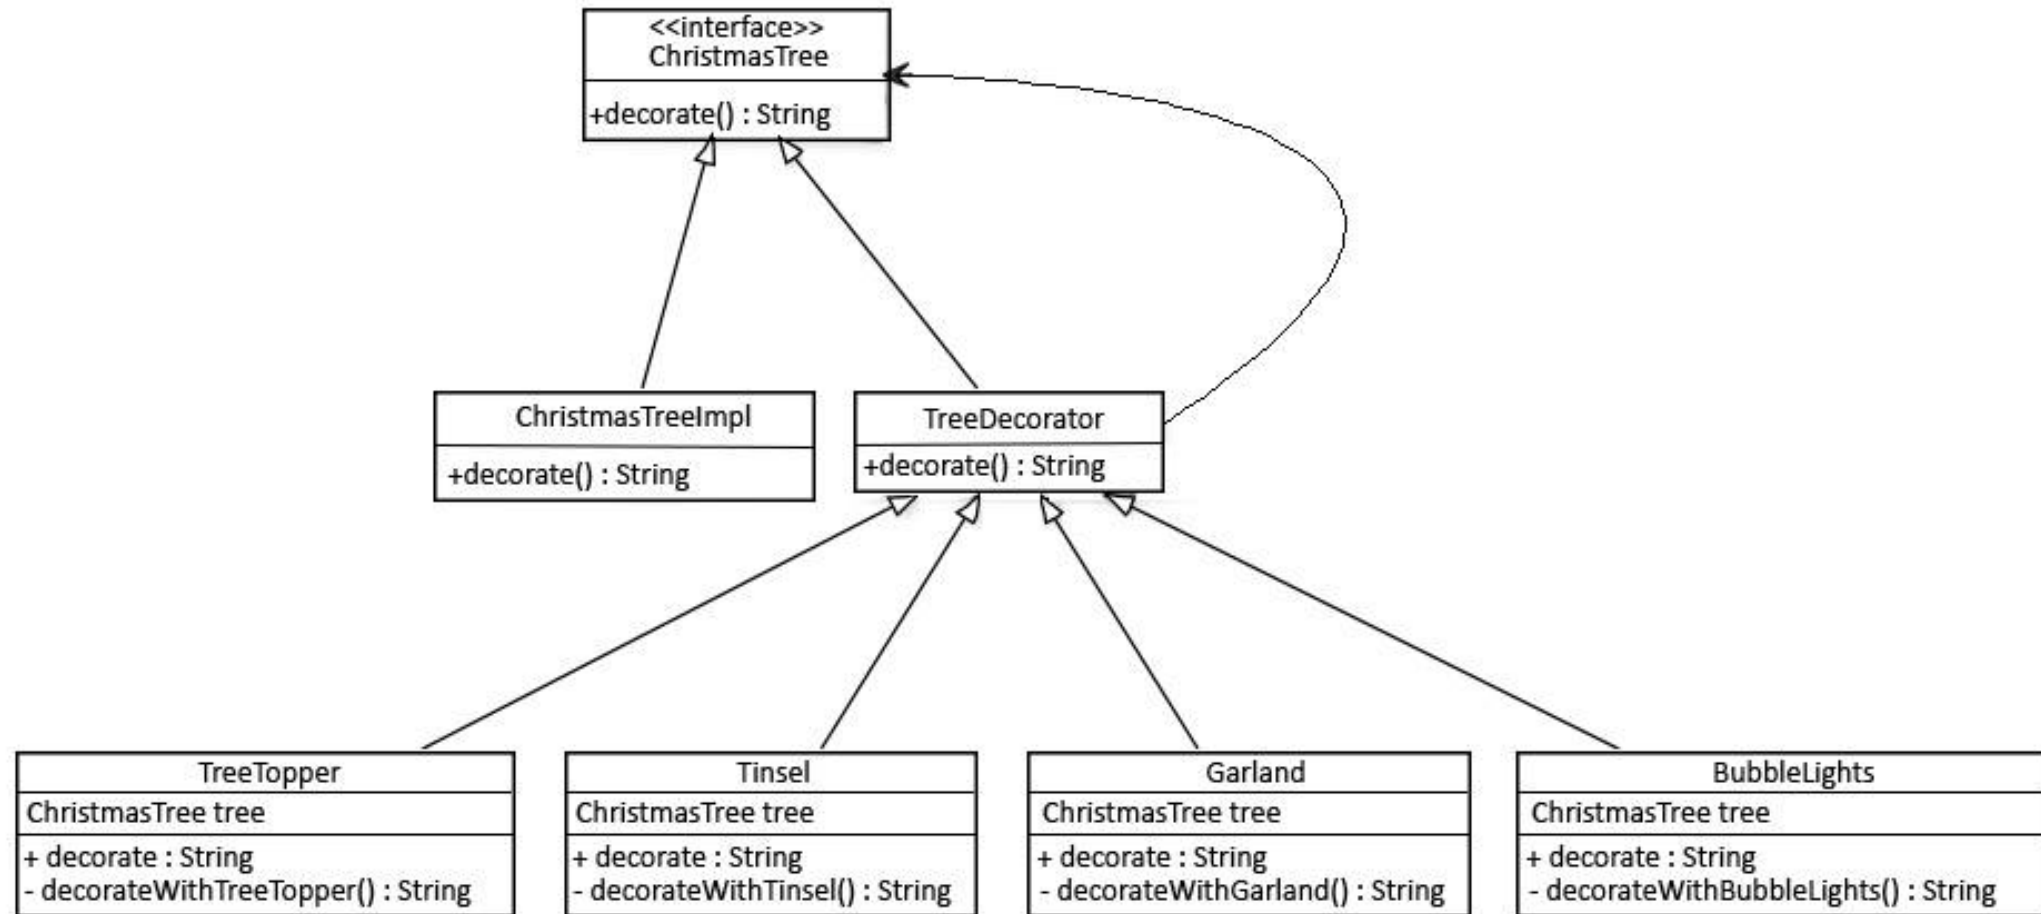 <<interface>>
ChristmasTree
+decorate() : String
ChristmasTreeImpl
+decorate() : String
TreeDecorator
+decorate() : String
TreeTopper
ChristmasTree tree
+ decorate : String
- decorateWithTreeTopper() : String
Tinsel
ChristmasTree tree
+ decorate : String
- decorateWithTinsel() : String
Garland
ChristmasTree tree
+ decorate : String
- decorateWithGarland() : String
BubbleLights
ChristmasTree tree
+ decorate : String
- decorateWithBubbleLights() : String